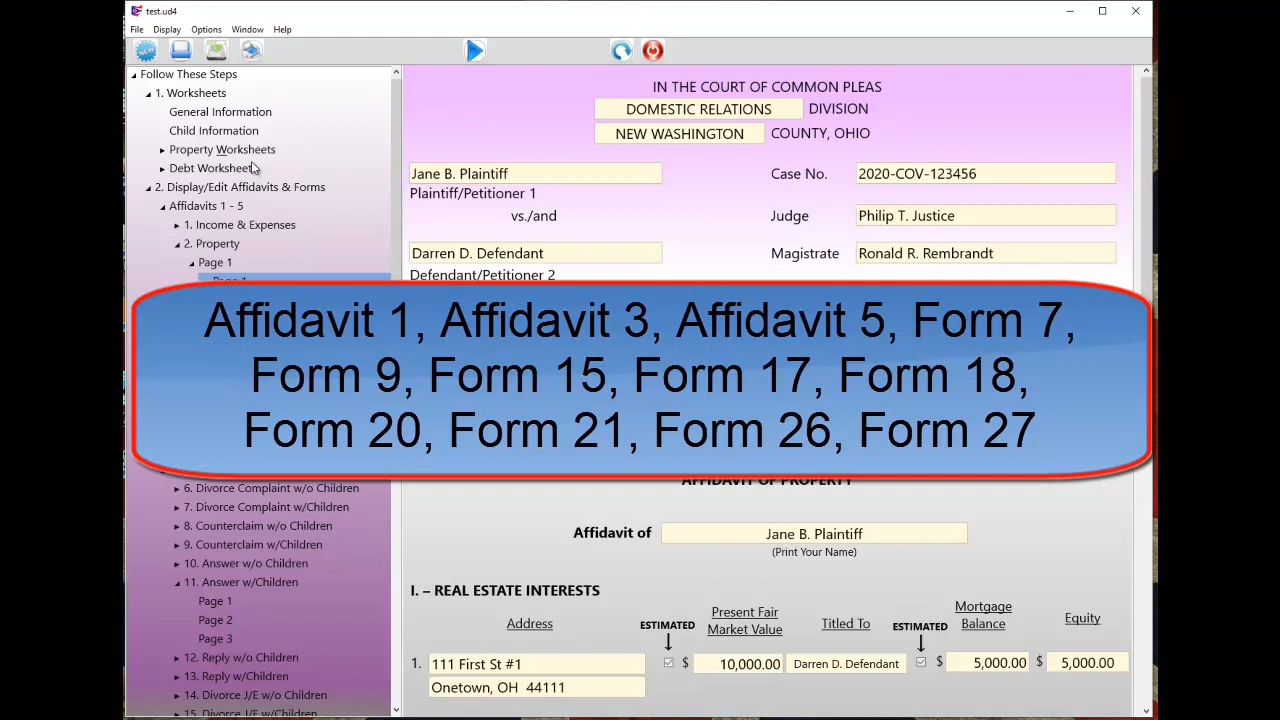 test.ud4
File Display Options Window Help
NEW
Follow These Steps
1. Worksheets
General Information
Child Information
Property Worksheets
Debt Worksheets
2. Display/Edit Affidavits & Forms
Affidavits 1 - 5
1. Income & Expenses
2. Property
Page 1
Page 1
IN THE COURT OF COMMON PLEAS
DOMESTIC RELATIONS DIVISION
NEW WASHINGTON COUNTY, OHIO
Jane B. Plaintiff Case No. 2020-COV-123456
Plaintiff/Petitioner 1
vs./and Judge Philip T. Justice
Darren D. Defendant Magistrate Ronald R. Rembrandt
Defendant/Petitioner 2
Affidavit 1, Affidavit 3, Affidavit 5, Form 7,
Form 9, Form 15, Form 17, Form 18,
Form 20, Form 21, Form 26, Form 27
6. Divorce Complaint w/o Children
7. Divorce Complaint w/Children
8. Counterclaim w/o Children
9. Counterclaim w/Children
10. Answer w/o Children
11. Answer w/Children
Page 1
Page 2
Page 3
12. Reply w/o Children
13. Reply w/Children
14. Divorce J/E w/o Children
15. Divorce J/E w/Children
AFFIDAVIT OF PROPERTY
Affidavit of Jane B. Plaintiff
(Print Your Name)
I. – REAL ESTATE INTERESTS
Address ESTIMATED Present Fair Market Value Titled To ESTIMATED Mortgage Balance Equity
1. 111 First St #1 $ 10,000.00 Darren D. Defendant $ 5,000.00 $ 5,000.00
Onetown, OH 44111